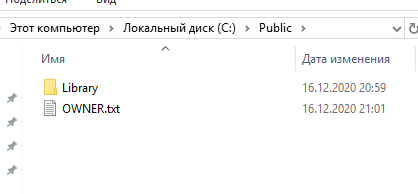 Поделиться Вид
Этот компьютер > Локальный диск (C:) > Public >
Имя Дата изменения
Library 16.12.2020 20:59
OWNER.txt 16.12.2020 21:01